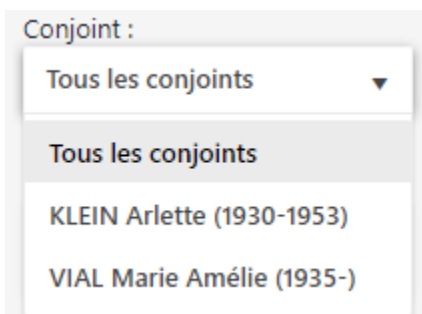 Conjoint :
Tous les conjoints
Tous les conjoints
KLEIN Arlette (1930-1953)
VIAL Marie Amélie (1935-)